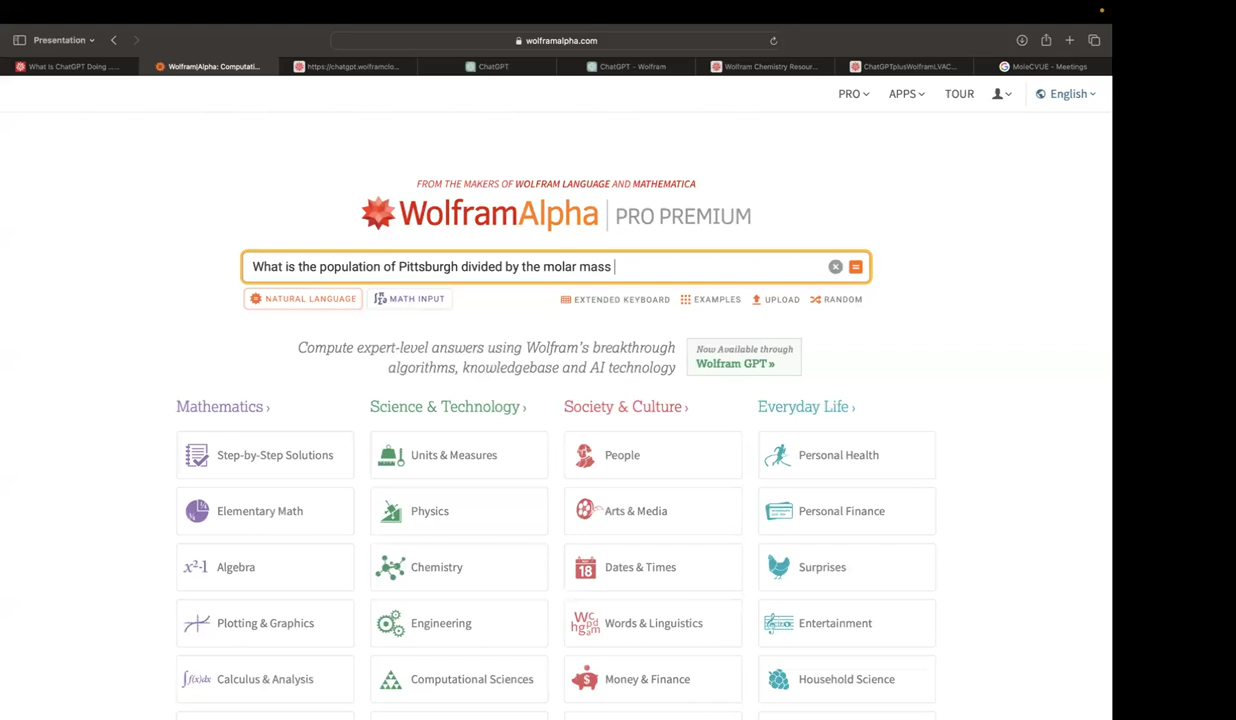 Presentation
wolframalpha.com
What Is ChatGPT Doing ...
Wolfram|Alpha: Computati...
https://chatgpt.wolframclo...
ChatGPT
ChatGPT - Wolfram
Wolfram Chemistry Resour...
ChatGPTplusWolframLVAC...
MoleCVUE - Meetings
PRO APPS TOUR English
FROM THE MAKERS OF WOLFRAM LANGUAGE AND MATHEMATICA
WolframAlpha PRO PREMIUM
What is the population of Pittsburgh divided by the molar mass
NATURAL LANGUAGE MATH INPUT EXTENDED KEYBOARD EXAMPLES UPLOAD RANDOM
Compute expert-level answers using Wolfram's breakthrough
algorithms, knowledgebase and AI technology
Now Available through
Wolfram GPT »
Mathematics › Science & Technology › Society & Culture › Everyday Life ›
Step-by-Step Solutions Units & Measures People Personal Health
Elementary Math Physics Arts & Media Personal Finance
x²-1 Algebra Chemistry 18 Dates & Times Surprises
Plotting & Graphics Engineering Words & Linguistics Entertainment
∫f(x)dx Calculus & Analysis Computational Sciences $ Money & Finance Household Science